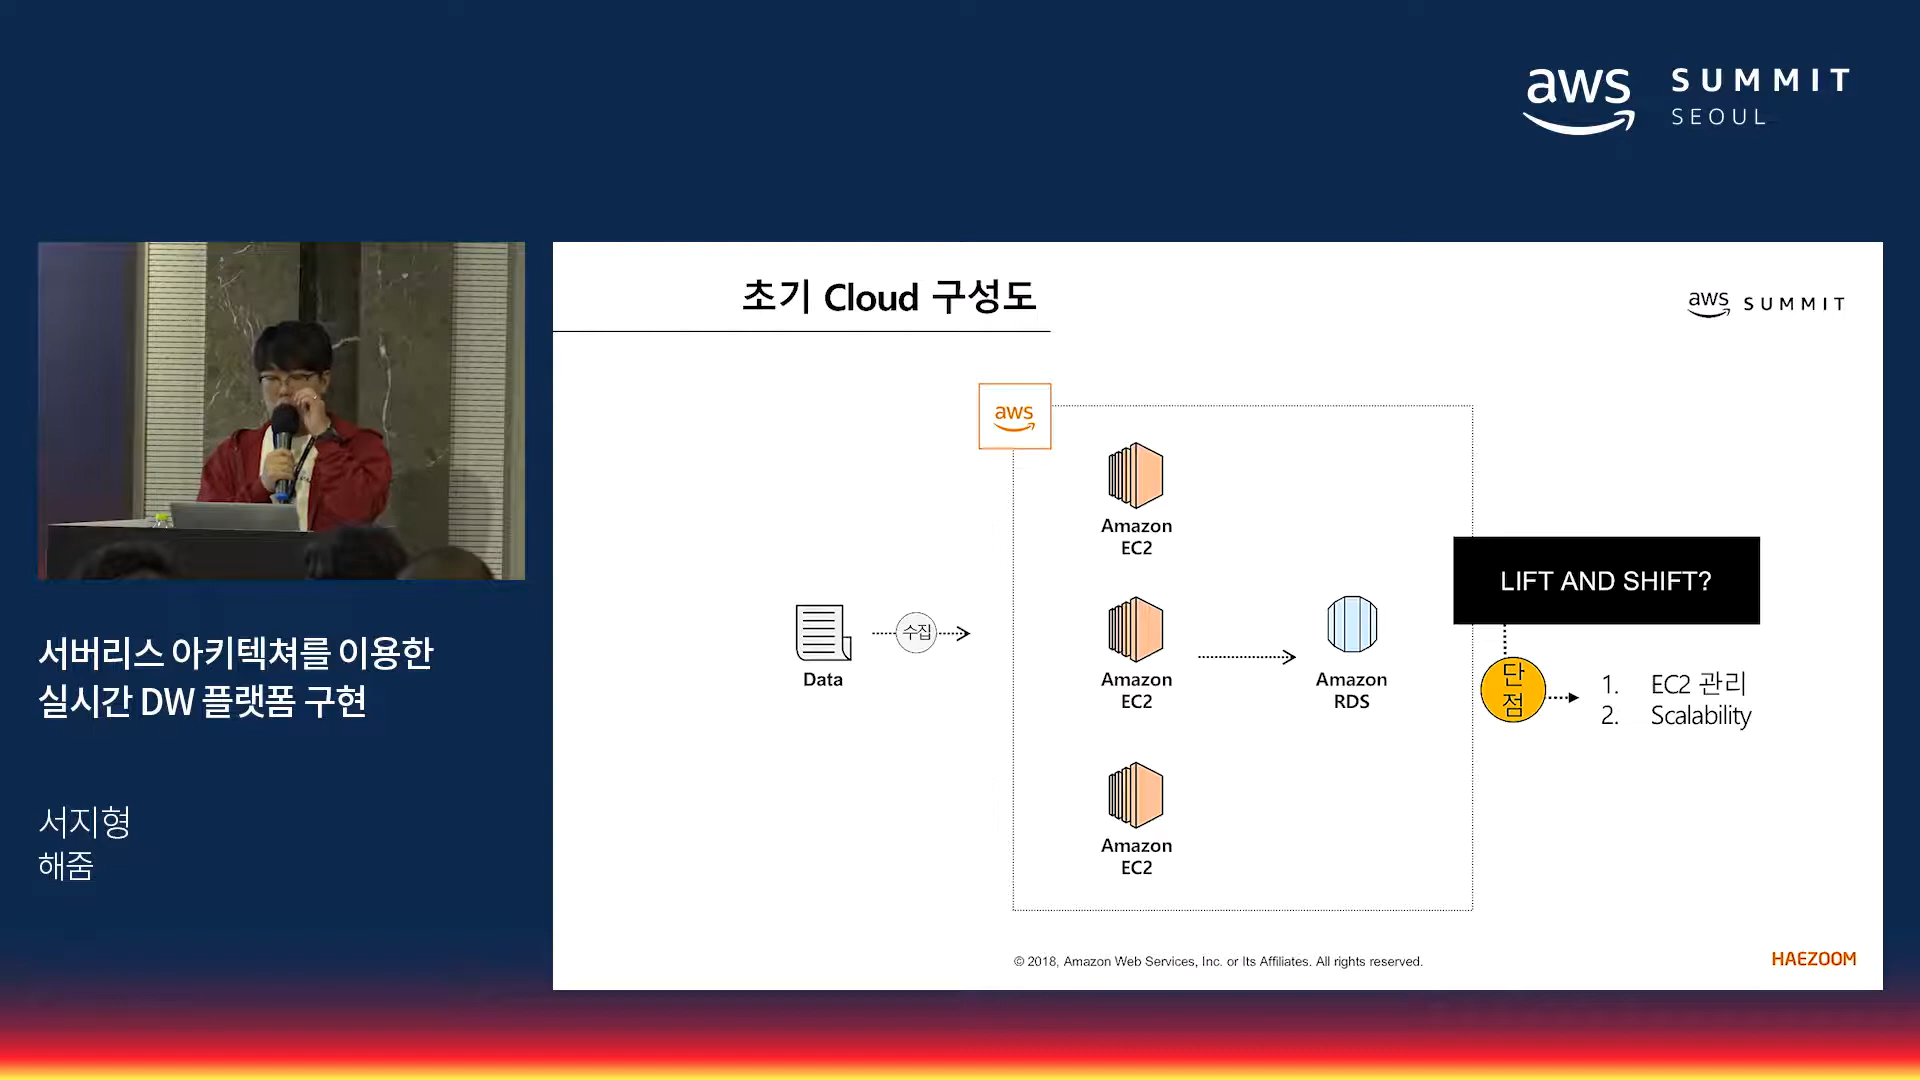 aws SUMMIT
SEOUL
초기 Cloud 구성도
aws SUMMIT
aws
Amazon
EC2
LIFT AND SHIFT?
Data
수집
Amazon
EC2
Amazon
RDS
단
점
1. EC2 관리
2. Scalability
Amazon
EC2
© 2018, Amazon Web Services, Inc. or Its Affiliates. All rights reserved.
HAEZOOM
서버리스 아키텍쳐를 이용한
실시간 DW 플랫폼 구현
서지형
해줌